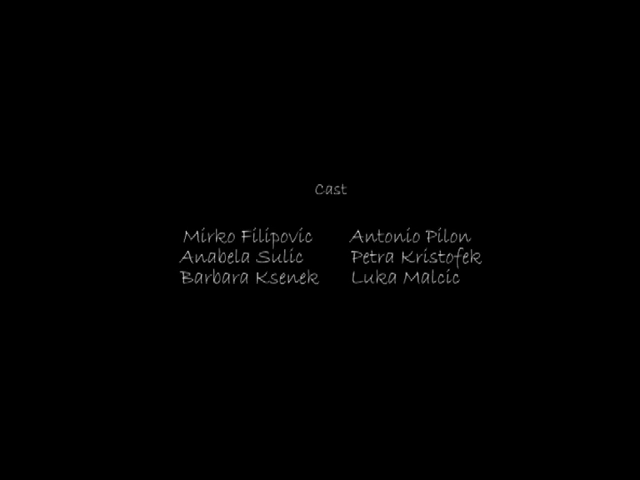 Cast
Mirko Filipovic Antonio Pilon
Anabela Sulic Petra Kristofek
Barbara Ksenek Luka Malcic